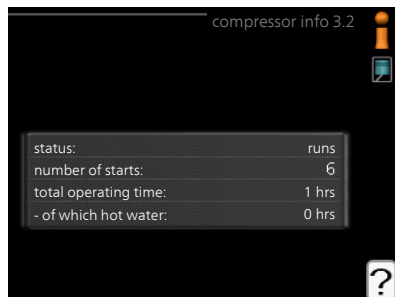 compressor info 3.2
status: runs
number of starts: 6
total operating time: 1 hrs
- of which hot water: 0 hrs
?